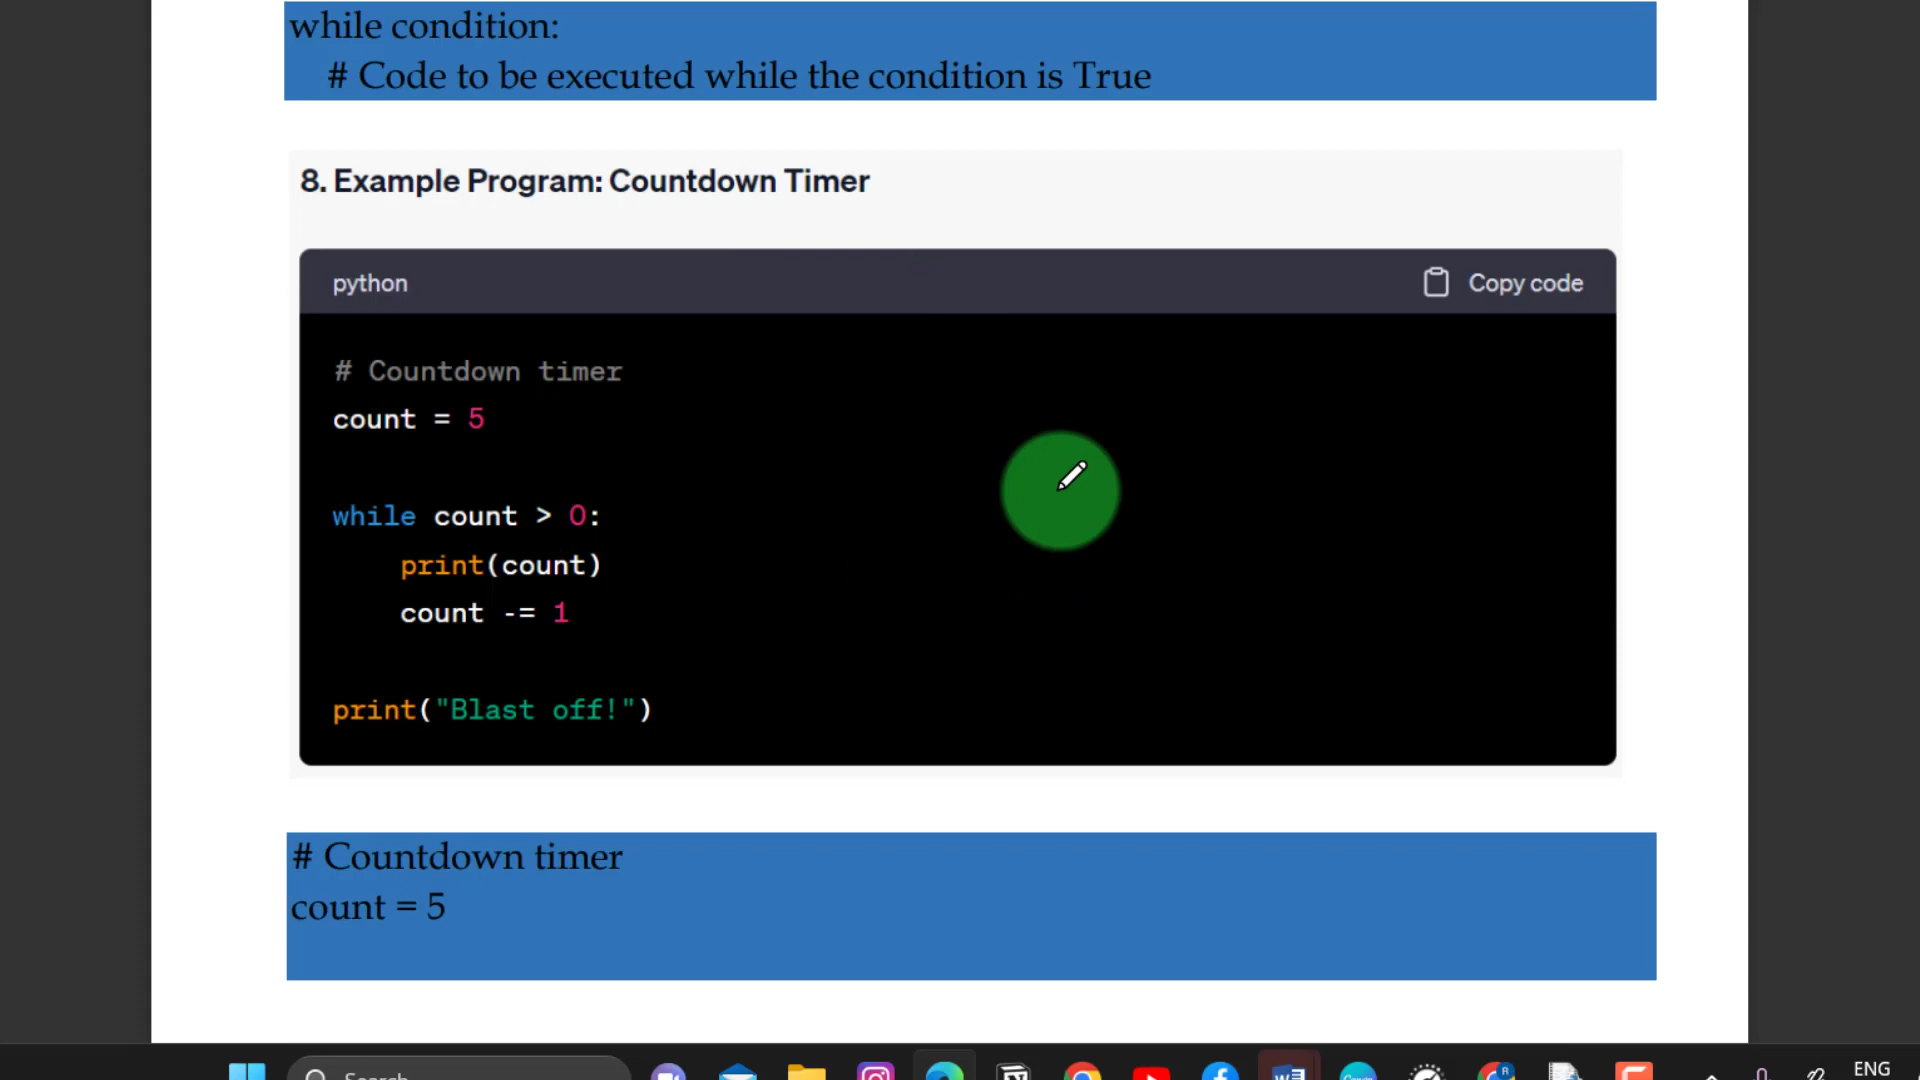 while condition:
# Code to be executed while the condition is True
8. Example Program: Countdown Timer
python
Copy code
# Countdown timer
count = 5
while count > 0:
print(count)
count -= 1
print("Blast off!")
# Countdown timer
count = 5
Search
ENG